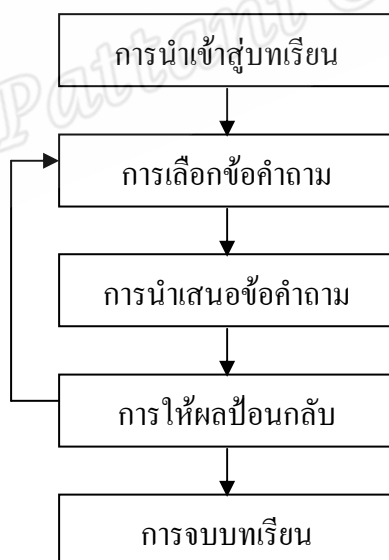 Pattani
การนำเข้าสู่บทเรียน
การเลือกข้อคำถาม
การนำเสนอข้อคำถาม
การให้ผลป้อนกลับ
การจบบทเรียน